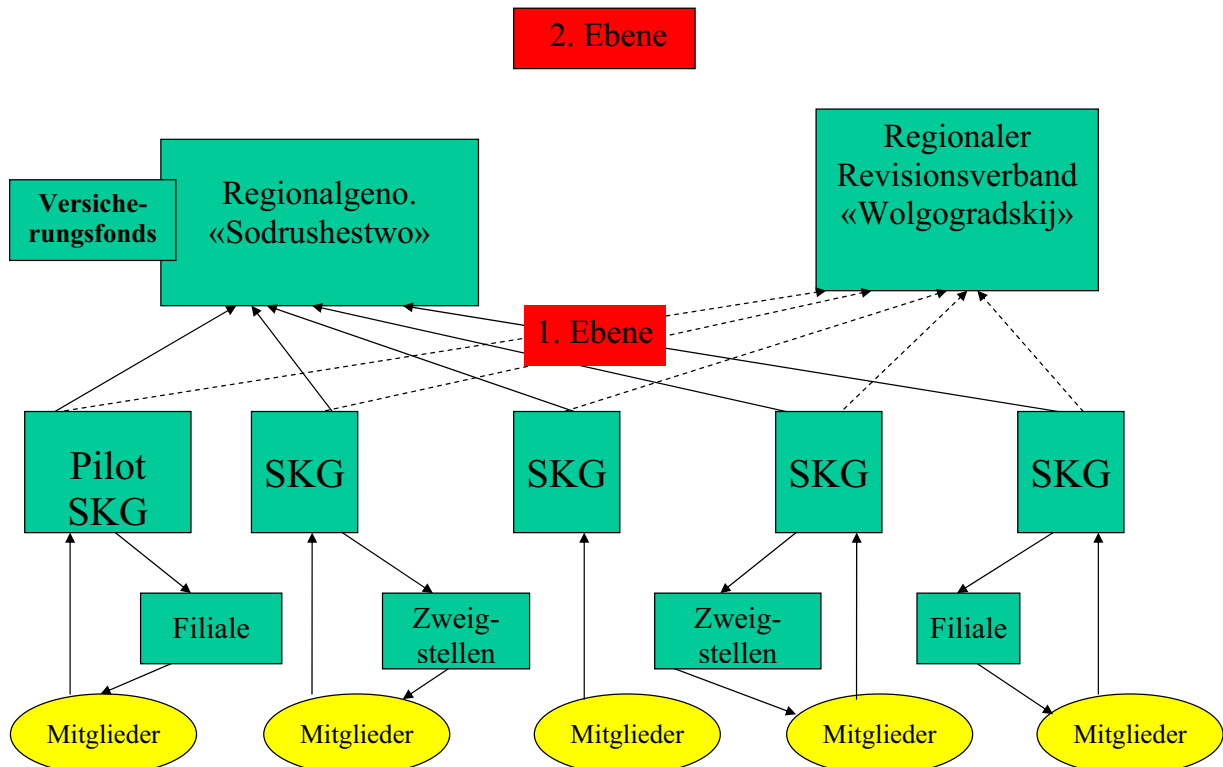 2. Ebene
Regionaler
Revisionsverband
«Wolgogradskij»
Regionalgeno.
«Sodrushestwo»
Versiche-
rungsfonds
1. Ebene
Pilot
SKG
SKG
SKG
SKG
SKG
Filiale
Zweig-
stellen
Zweig-
stellen
Filiale
Mitglieder
Mitglieder
Mitglieder
Mitglieder
Mitglieder